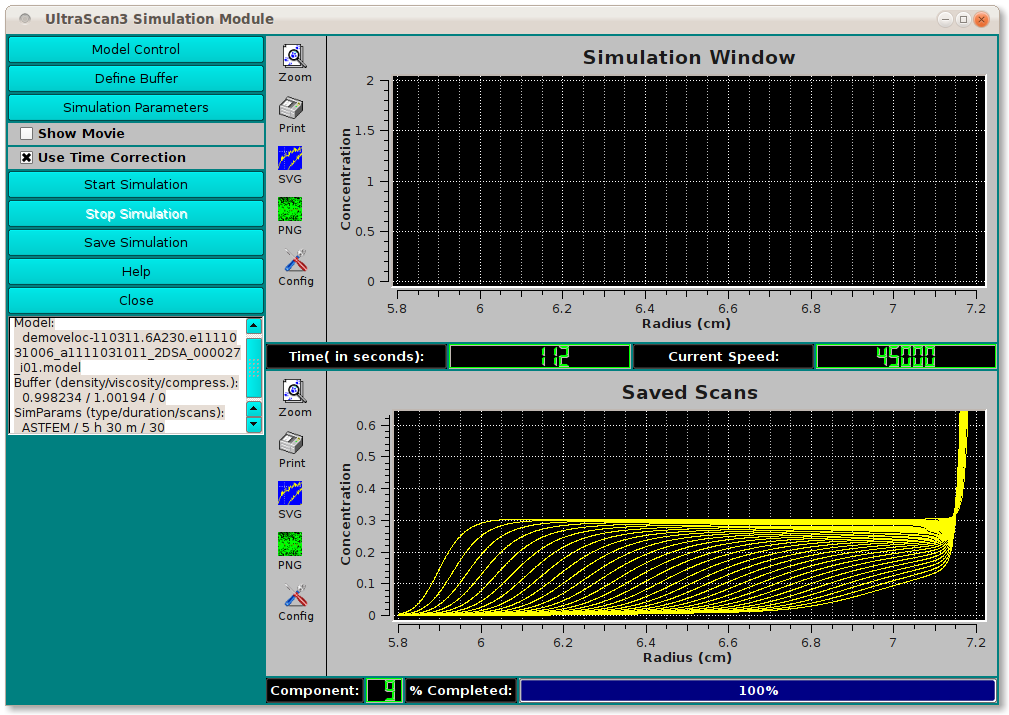 UltraScan3 Simulation Module
Model Control
Define Buffer
Simulation Parameters
Show Movie
Use Time Correction
Start Simulation
Stop Simulation
Save Simulation
Help
Close
Model:
demoveloc-110311.6A230.e11110
31006_a1111031011_2DSA_000027
_i01.model
Buffer (density/viscosity/compress.):
0.998234 / 1.00194 / 0
SimParams (type/duration/scans):
ASTFEM / 5 h 30 m / 30
Zoom
Print
SVG
PNG
Config
Simulation Window
Concentration
2
1.5
1
0.5
0
5.8 6 6.2 6.4 6.6 6.8 7 7.2
Radius (cm)
Time( in seconds): 112 Current Speed: 45000
Zoom
Print
SVG
PNG
Config
Saved Scans
Concentration
0.6
0.5
0.4
0.3
0.2
0.1
0
5.8 6 6.2 6.4 6.6 6.8 7 7.2
Radius (cm)
Component: 9 % Completed: 100%